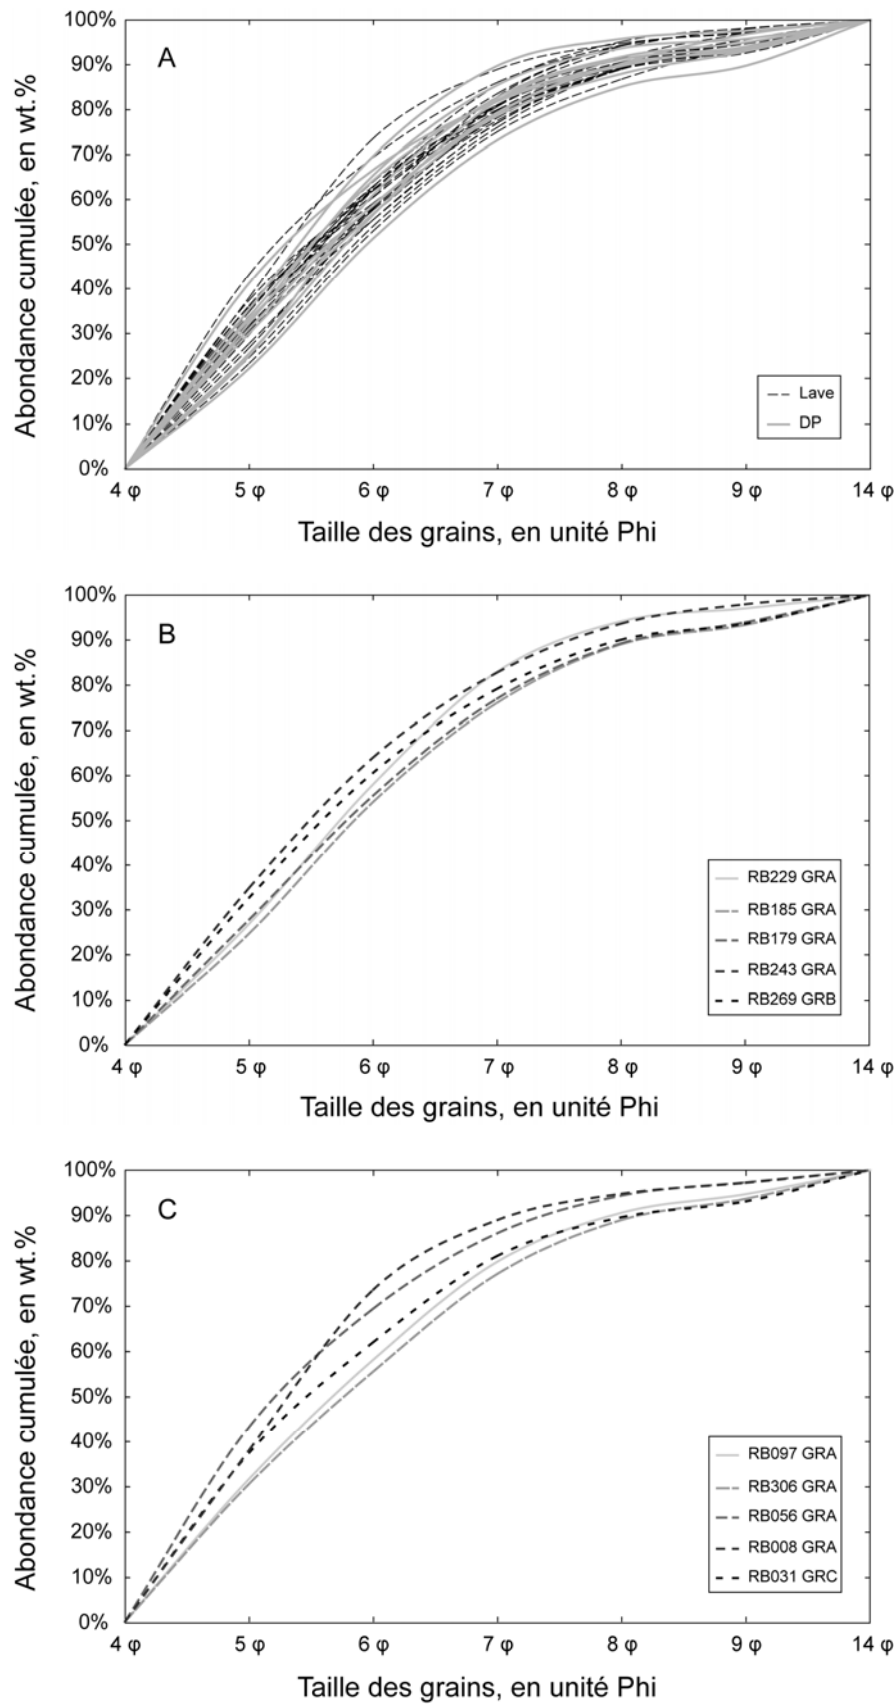 A
Abondance cumulée, en wt.%
100%
90%
80%
70%
60%
50%
40%
30%
20%
10%
0%
Lave
DP
4 φ 5 φ 6 φ 7 φ 8 φ 9 φ 14 φ
Taille des grains, en unité Phi
B
Abondance cumulée, en wt.%
100%
90%
80%
70%
60%
50%
40%
30%
20%
10%
0%
RB229 GRA
RB185 GRA
RB179 GRA
RB243 GRA
RB269 GRB
4 φ 5 φ 6 φ 7 φ 8 φ 9 φ 14 φ
Taille des grains, en unité Phi
C
Abondance cumulée, en wt.%
100%
90%
80%
70%
60%
50%
40%
30%
20%
10%
0%
RB097 GRA
RB306 GRA
RB056 GRA
RB008 GRA
RB031 GRC
4 φ 5 φ 6 φ 7 φ 8 φ 9 φ 14 φ
Taille des grains, en unité Phi